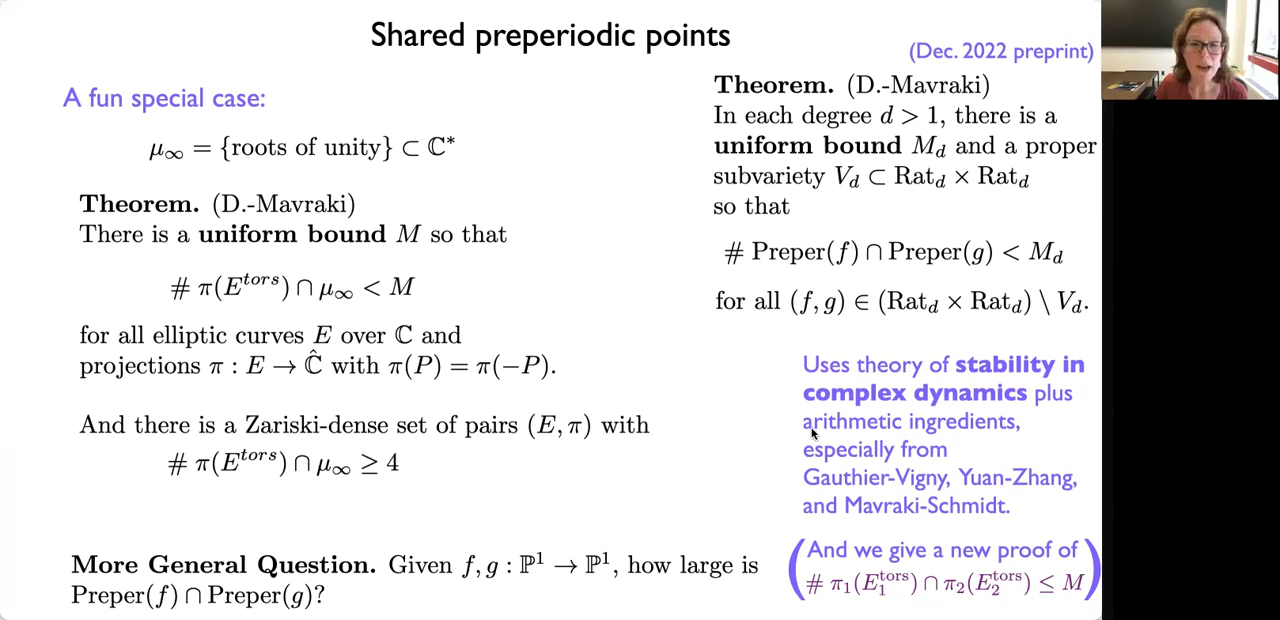 Shared preperiodic points
A fun special case:
μ∞ = {roots of unity} ⊂ ℂ*
Theorem. (D.-Mavraki)
There is a uniform bound M so that
# π(E^{tors}) ∩ μ∞ < M
for all elliptic curves E over ℂ and
projections π : E → Ĉ with π(P) = π(−P).
And there is a Zariski-dense set of pairs (E, π) with
# π(E^{tors}) ∩ μ∞ ≥ 4
More General Question. Given f, g : ℙ¹ → ℙ¹, how large is
Preper(f) ∩ Preper(g)?
(Dec. 2022 preprint)
Theorem. (D.-Mavraki)
In each degree d > 1, there is a
uniform bound M_d and a proper
subvariety V_d ⊂ Rat_d × Rat_d
so that
# Preper(f) ∩ Preper(g) < M_d
for all (f, g) ∈ (Rat_d × Rat_d) \ V_d.
Uses theory of stability in
complex dynamics plus
arithmetic ingredients,
especially from
Gauthier-Vigny, Yuan-Zhang,
and Mavraki-Schmidt.
(And we give a new proof of
# π₁(E₁^{tors}) ∩ π₂(E₂^{tors}) ≤ M)